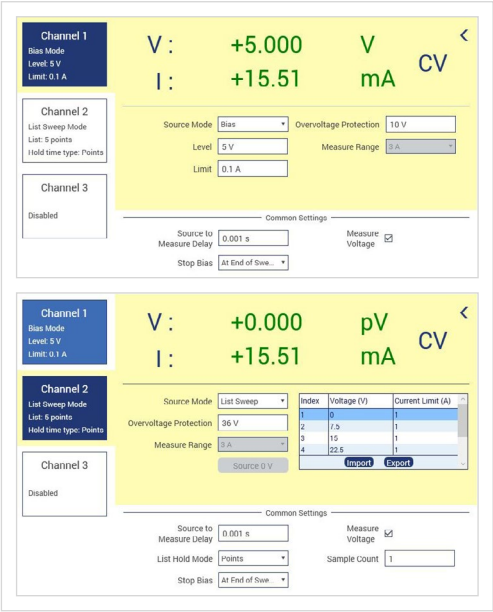 Channel 1
Bias Mode
Level: 5 V
Limit: 0.1 A
V : +5.000 V
I : +15.51 mA
CV
Channel 2
List Sweep Mode
List: 5 points
Hold time type: Points
Channel 3
Disabled
Source Mode Bias
Overvoltage Protection 10 V
Level 5 V
Measure Range 3 A
Limit 0.1 A
Common Settings
Source to
Measure Delay 0.001 s
Measure
Voltage
Stop Bias At End of Swe...
Channel 1
Bias Mode
Level: 5 V
Limit: 0.1 A
V : +0.000 pV
I : +15.51 mA
CV
Channel 2
List Sweep Mode
List: 5 points
Hold time type: Points
Channel 3
Disabled
Source Mode List Sweep
Overvoltage Protection 36 V
Measure Range 3 A
Source 0 V
Index Voltage (V) Current Limit (A)
1 0 1
2 7.5 1
3 15 1
4 22.5 1
Import Export
Common Settings
Source to
Measure Delay 0.001 s
Measure
Voltage
List Hold Mode Points
Sample Count 1
Stop Bias At End of Swe...